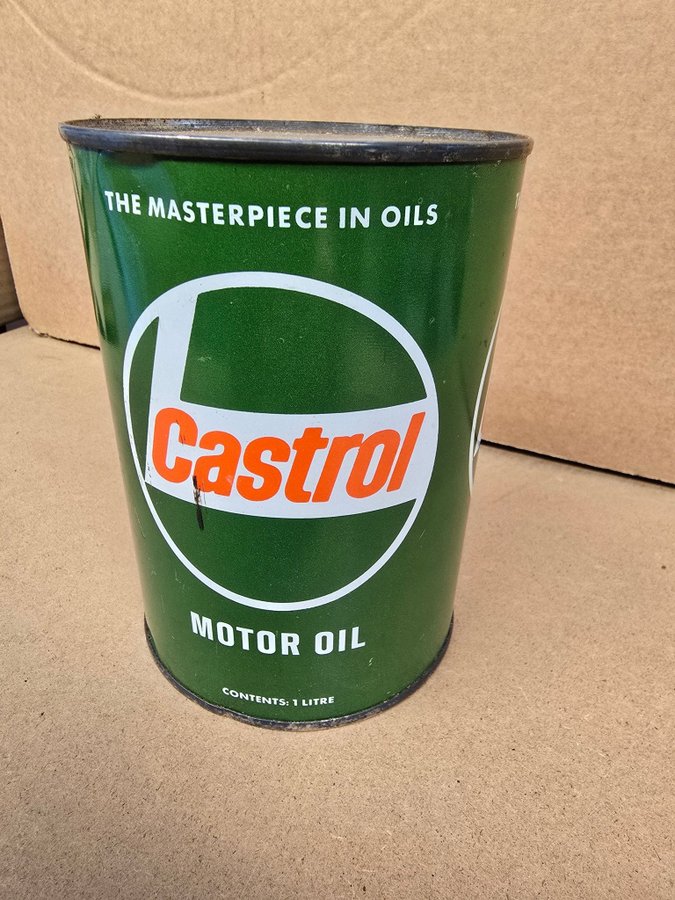 THE MASTERPIECE IN OILS
Castrol
MOTOR OIL
CONTENTS: 1 LITRE